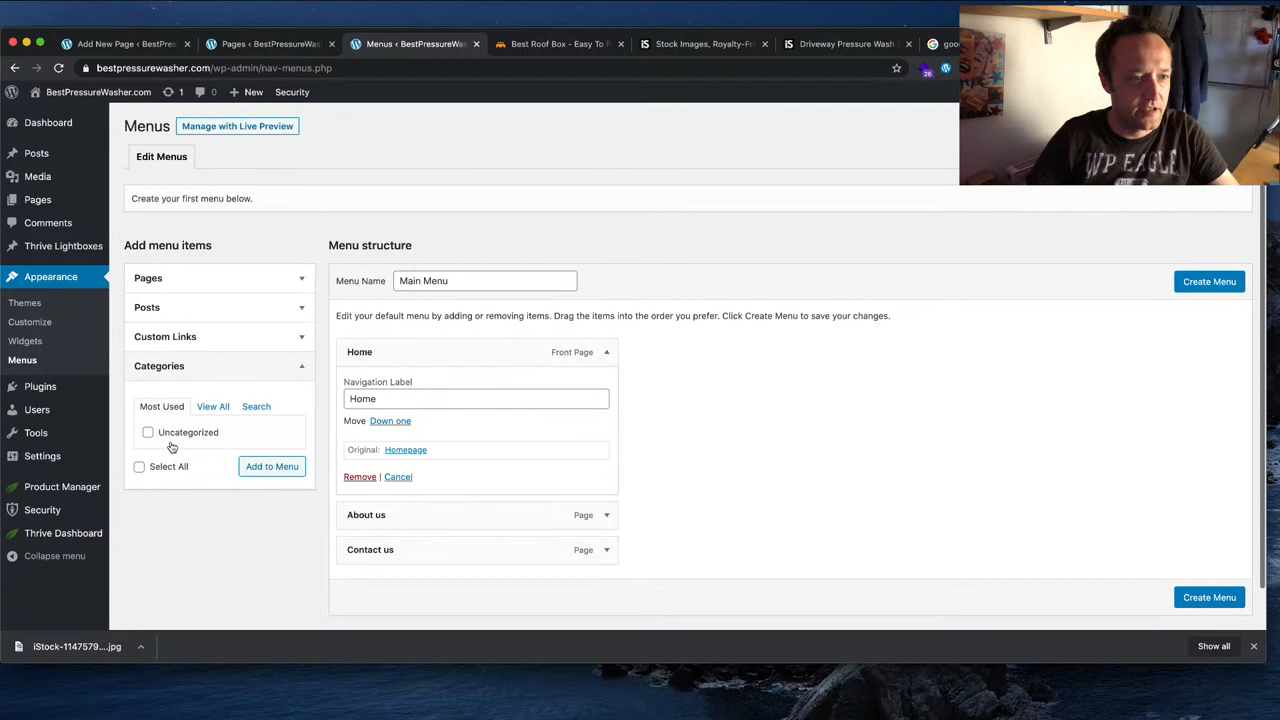 Add New Page ‹ BestPres
Pages ‹ BestPressureWasher
Menus ‹ BestPressureWas
Best Roof Box - Easy To F
Stock Images, Royalty-Fre
Driveway Pressure Wash
goo
bestpressurewasher.com/wp-admin/nav-menus.php
26
BestPressureWasher.com
1
0
New
Security
WP EAGLE
Dashboard
Posts
Media
Pages
Comments
Thrive Lightboxes
Appearance
Themes
Customize
Widgets
Menus
Plugins
Users
Tools
Settings
Product Manager
Security
Thrive Dashboard
Collapse menu
Menus
Manage with Live Preview
Edit Menus
Create your first menu below.
Add menu items
Pages
Posts
Custom Links
Categories
Most Used
View All
Search
Uncategorized
Select All
Add to Menu
Menu structure
Menu Name
Main Menu
Create Menu
Edit your default menu by adding or removing items. Drag the items into the order you prefer. Click Create Menu to save your changes.
Home
Front Page
Navigation Label
Home
Move Down one
Original: Homepage
Remove | Cancel
About us
Page
Contact us
Page
Create Menu
iStock-1147579....jpg
Show all